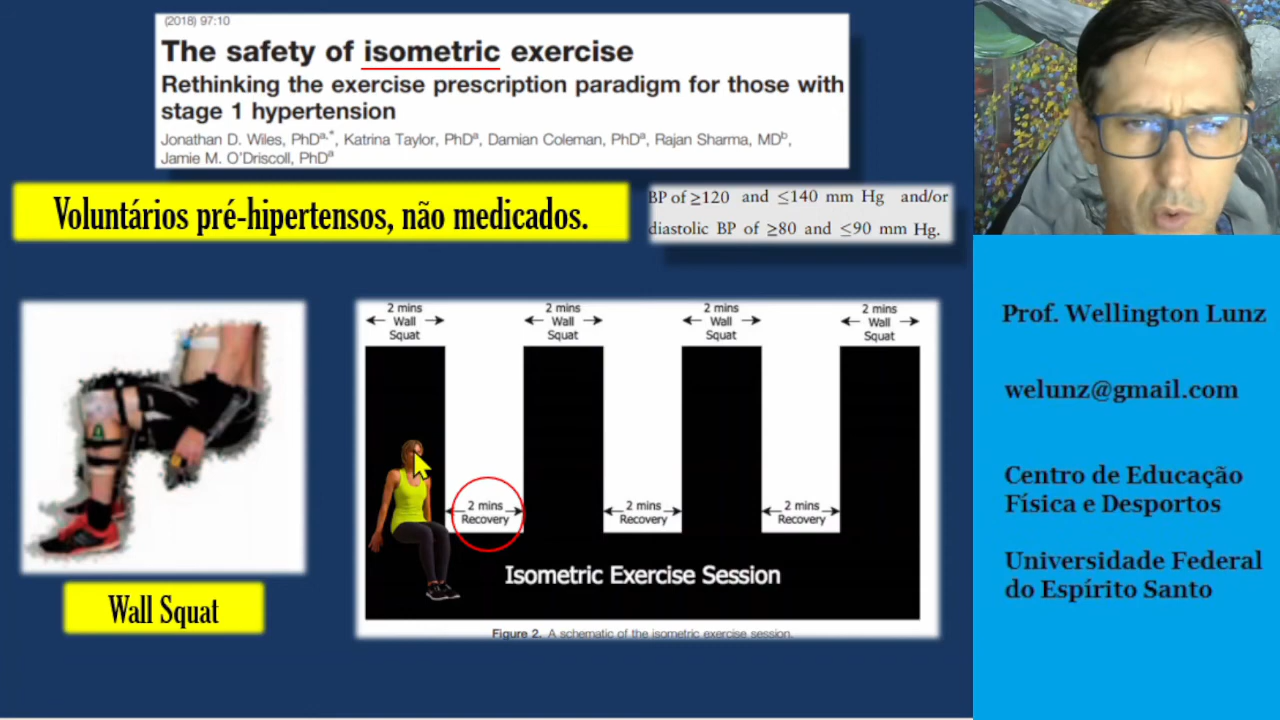 (2018) 97:10
The safety of isometric exercise
Rethinking the exercise prescription paradigm for those with
stage 1 hypertension
Jonathan D. Wiles, PhDa,*, Katrina Taylor, PhDa, Damian Coleman, PhDa, Rajan Sharma, MDb,
Jamie M. O'Driscoll, PhDa
Voluntários pré-hipertensos, não medicados.
BP of ≥120 and ≤140 mm Hg and/or
diastolic BP of ≥80 and ≤90 mm Hg.
Wall Squat
2 mins
Wall
Squat
2 mins
Wall
Squat
2 mins
Wall
Squat
2 mins
Wall
Squat
2 mins
Recovery
2 mins
Recovery
2 mins
Recovery
Isometric Exercise Session
Figure 2. A schematic of the isometric exercise session.
Prof. Wellington Lunz
welunz@gmail.com
Centro de Educação
Física e Desportos
Universidade Federal
do Espírito Santo